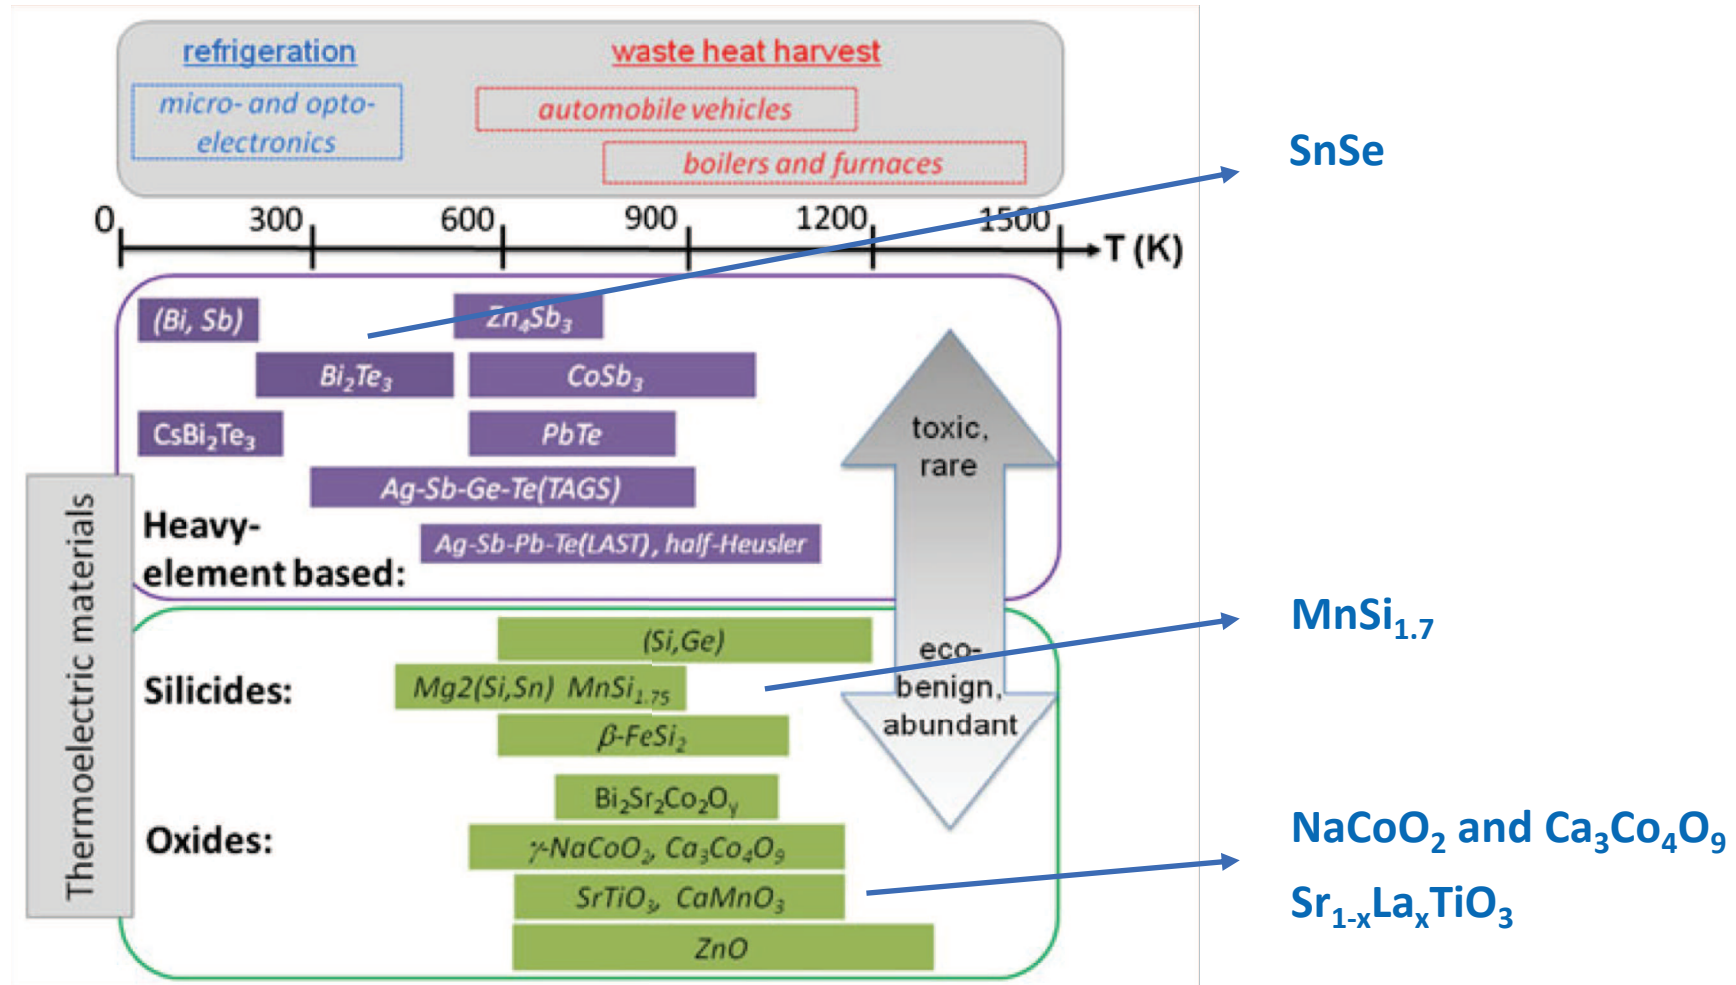 refrigeration
waste heat harvest
micro- and opto-
electronics
automobile vehicles
boilers and furnaces
0 300 600 900 1200 1500
T (K)
SnSe
(Bi, Sb)
Zn₄Sb₃
Bi₂Te₃
CoSb₃
CsBi₂Te₃
PbTe
Ag-Sb-Ge-Te(TAGS)
Ag-Sb-Pb-Te(LAST), half-Heusler
Heavy-
element based:
toxic,
rare
eco-
benign,
abundant
Thermoelectric materials
Silicides:
(Si,Ge)
Mg2(Si,Sn) MnSi₁.₇₅
β-FeSi₂
MnSi₁.₇
Oxides:
Bi₂Sr₂Co₂Oᵧ
γ-NaCoO₂, Ca₃Co₄O₉
SrTiO₃, CaMnO₃
ZnO
NaCoO₂ and Ca₃Co₄O₉
Sr₁₋ₓLaₓTiO₃